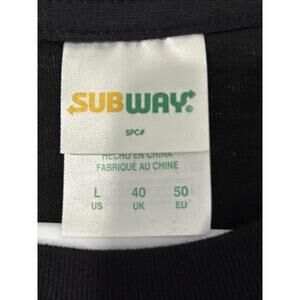 SUBWAY®
SPC#
HECHO EN CHINA
FABRIQUÉ AU CHINE
L 40 50
US UK EU